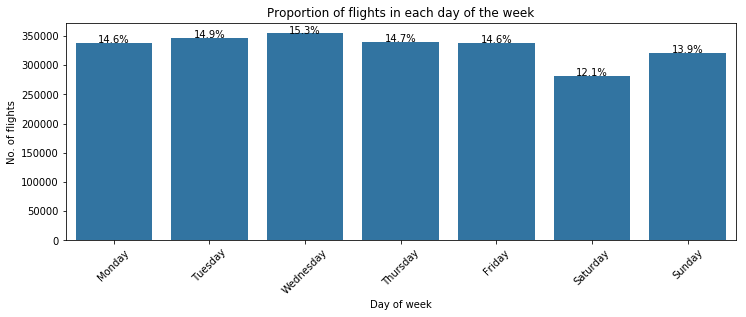 Proportion of flights in each day of the week
No. of flights
350000
300000
250000
200000
150000
100000
50000
0
14.6%
14.9%
15.3%
14.7%
14.6%
12.1%
13.9%
Monday
Tuesday
Wednesday
Thursday
Friday
Saturday
Sunday
Day of week